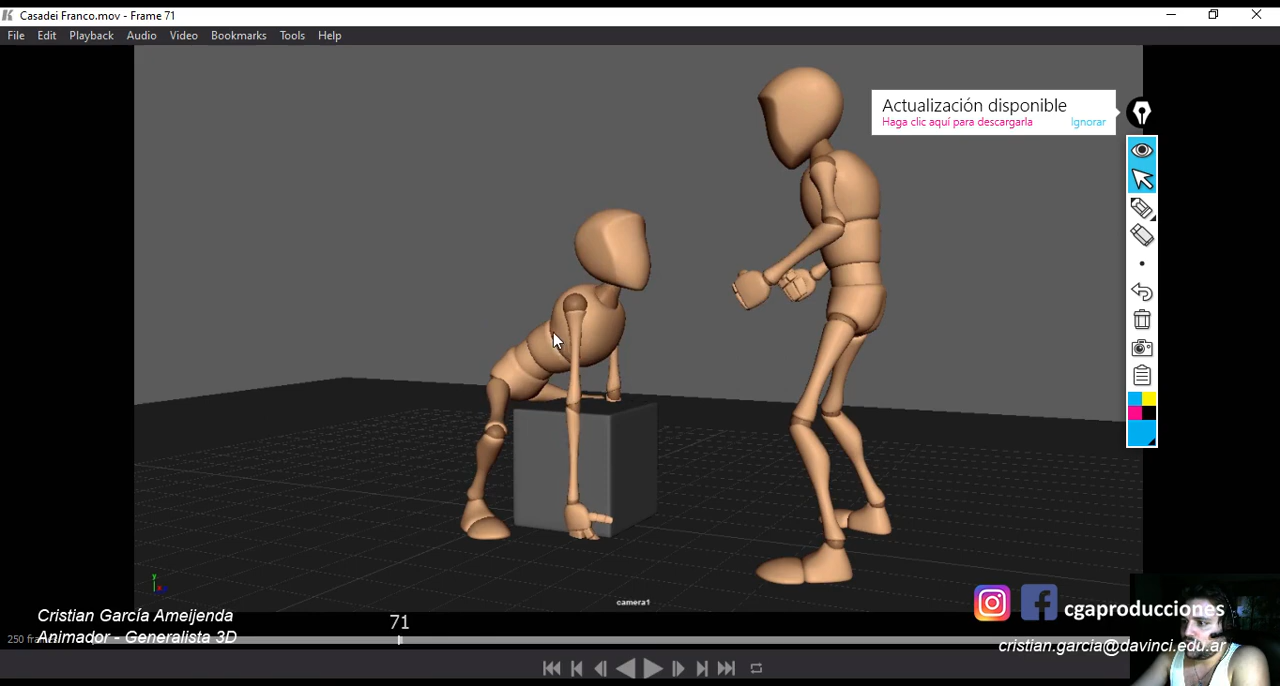 Casadei Franco.mov - Frame 71
File Edit Playback Audio Video Bookmarks Tools Help
Actualización disponible
Haga clic aquí para descargarla Ignorar
y
camera1
Cristian García Ameijenda
71
cgaproducciones
250
Animador - Generalista 3D
cristian.garcia@davinci.edu.ar